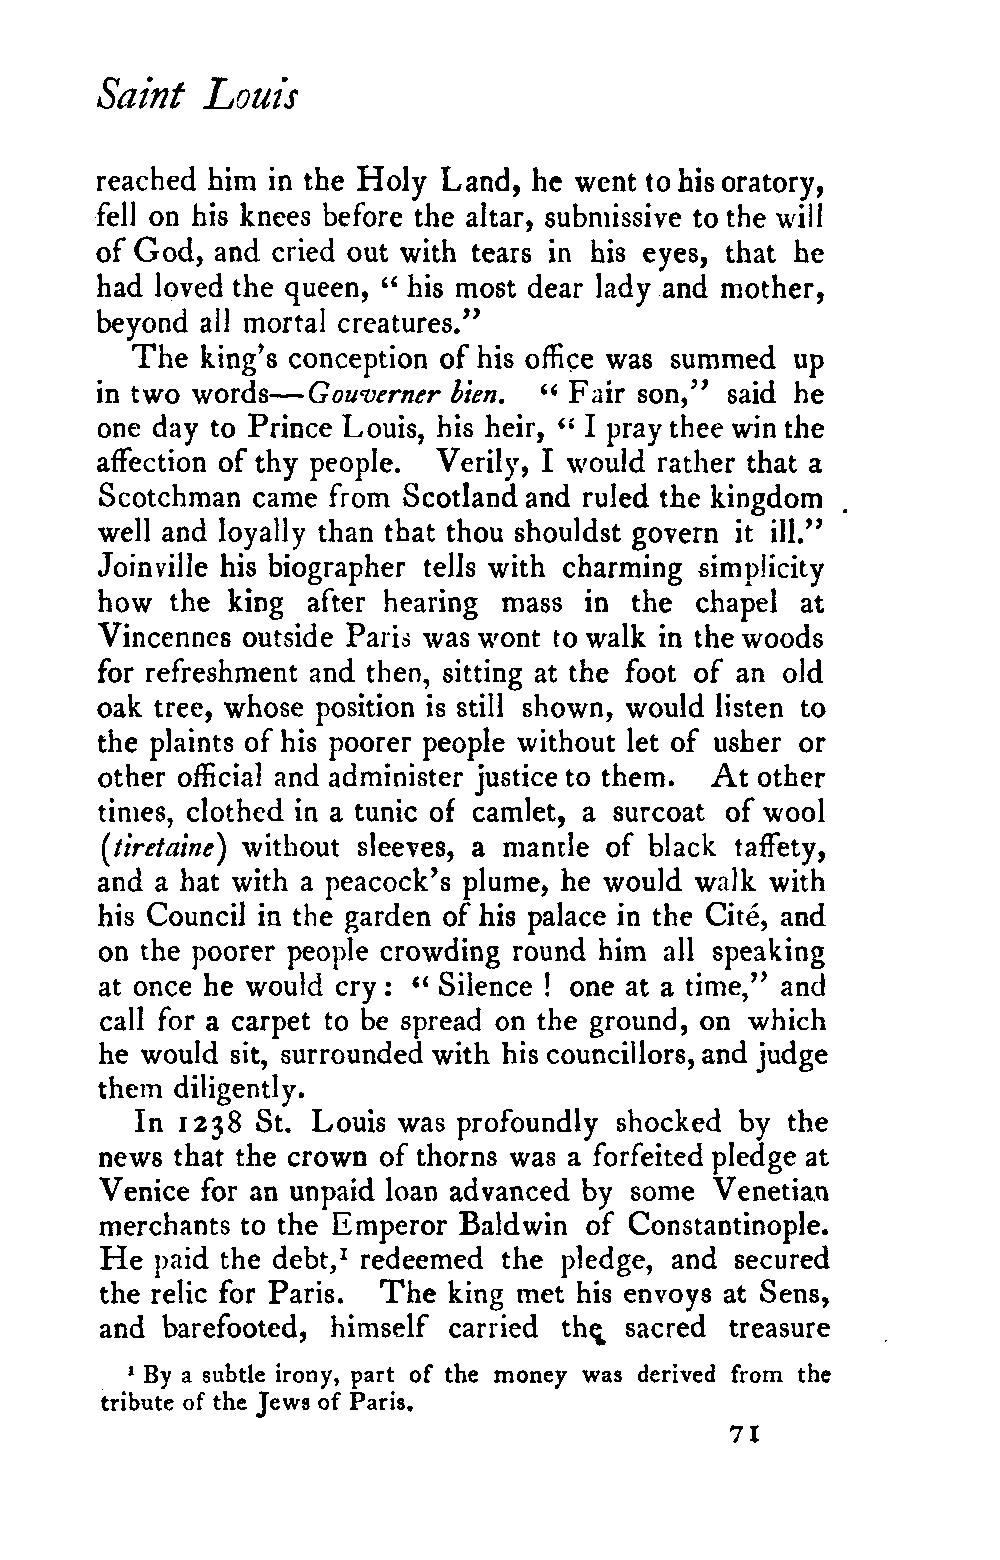 Saint Louis
reached him in the Holy Land, he went to his oratory,
fell on his knees before the altar, submissive to the will
of God, and cried out with tears in his eyes, that he
had loved the queen, “ his most dear lady and mother,
beyond all mortal creatures.”
The king's conception of his office was summed up
in two words—Gouverner bien. “ Fair son,” said he
one day to Prince Louis, his heir, “ I pray thee win the
affection of thy people. Verily, I would rather that a
Scotchman came from Scotland and ruled the kingdom
well and loyally than that thou shouldst govern it ill.”
Joinville his biographer tells with charming simplicity
how the king after hearing mass in the chapel at
Vincennes outside Paris was wont to walk in the woods
for refreshment and then, sitting at the foot of an old
oak tree, whose position is still shown, would listen to
the plaints of his poorer people without let of usher or
other official and administer justice to them. At other
times, clothed in a tunic of camlet, a surcoat of wool
(tiretaine) without sleeves, a mantle of black taffety,
and a hat with a peacock's plume, he would walk with
his Council in the garden of his palace in the Cité, and
on the poorer people crowding round him all speaking
at once he would cry : “ Silence ! one at a time,” and
call for a carpet to be spread on the ground, on which
he would sit, surrounded with his councillors, and judge
them diligently.
In 1238 St. Louis was profoundly shocked by the
news that the crown of thorns was a forfeited pledge at
Venice for an unpaid loan advanced by some Venetian
merchants to the Emperor Baldwin of Constantinople.
He paid the debt,¹ redeemed the pledge, and secured
the relic for Paris. The king met his envoys at Sens,
and barefooted, himself carried the sacred treasure
¹ By a subtle irony, part of the money was derived from the
tribute of the Jews of Paris.
71